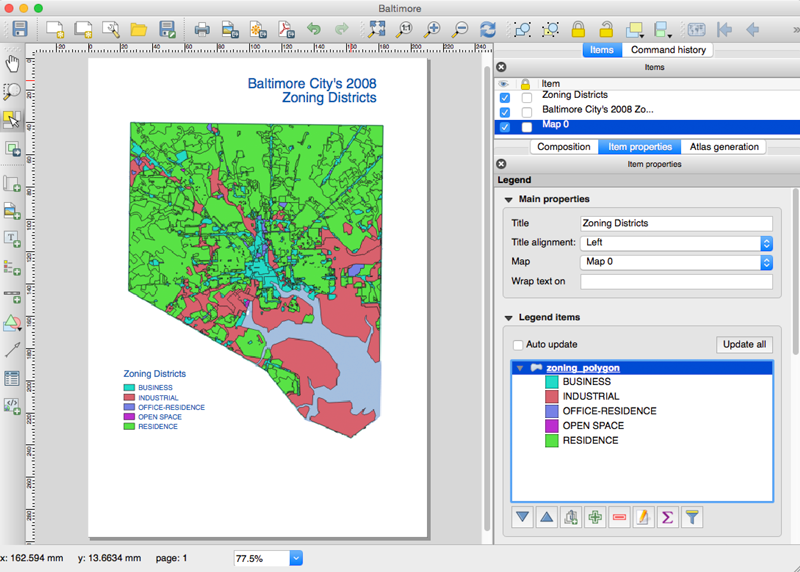 Baltimore
Items
Command history
Items
Item
Zoning Districts
Baltimore City's 2008 Zo...
Map 0
Composition
Item properties
Atlas generation
Item properties
Legend
Main properties
Title
Zoning Districts
Title alignment:
Left
Map
Map 0
Wrap text on
Legend items
Auto update
Update all
zoning_polygon
BUSINESS
INDUSTRIAL
OFFICE-RESIDENCE
OPEN SPACE
RESIDENCE
-20 0 20 40 60 80 100 120 140 160 180 200 220 240
Baltimore City's 2008
Zoning Districts
Zoning Districts
BUSINESS
INDUSTRIAL
OFFICE-RESIDENCE
OPEN SPACE
RESIDENCE
x: 162.594 mm
y: 13.6634 mm
page: 1
77.5%